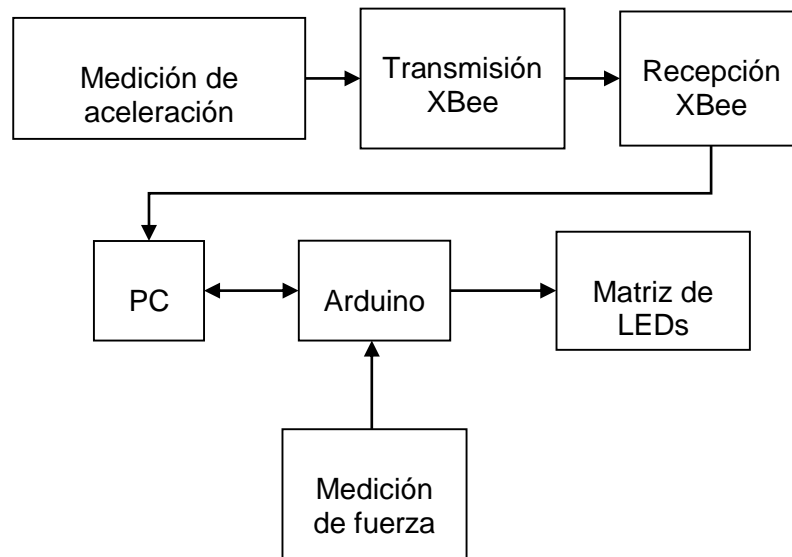 Medición de
aceleración
Transmisión
XBee
Recepción
XBee
PC
Arduino
Matriz de
LEDs
Medición
de fuerza